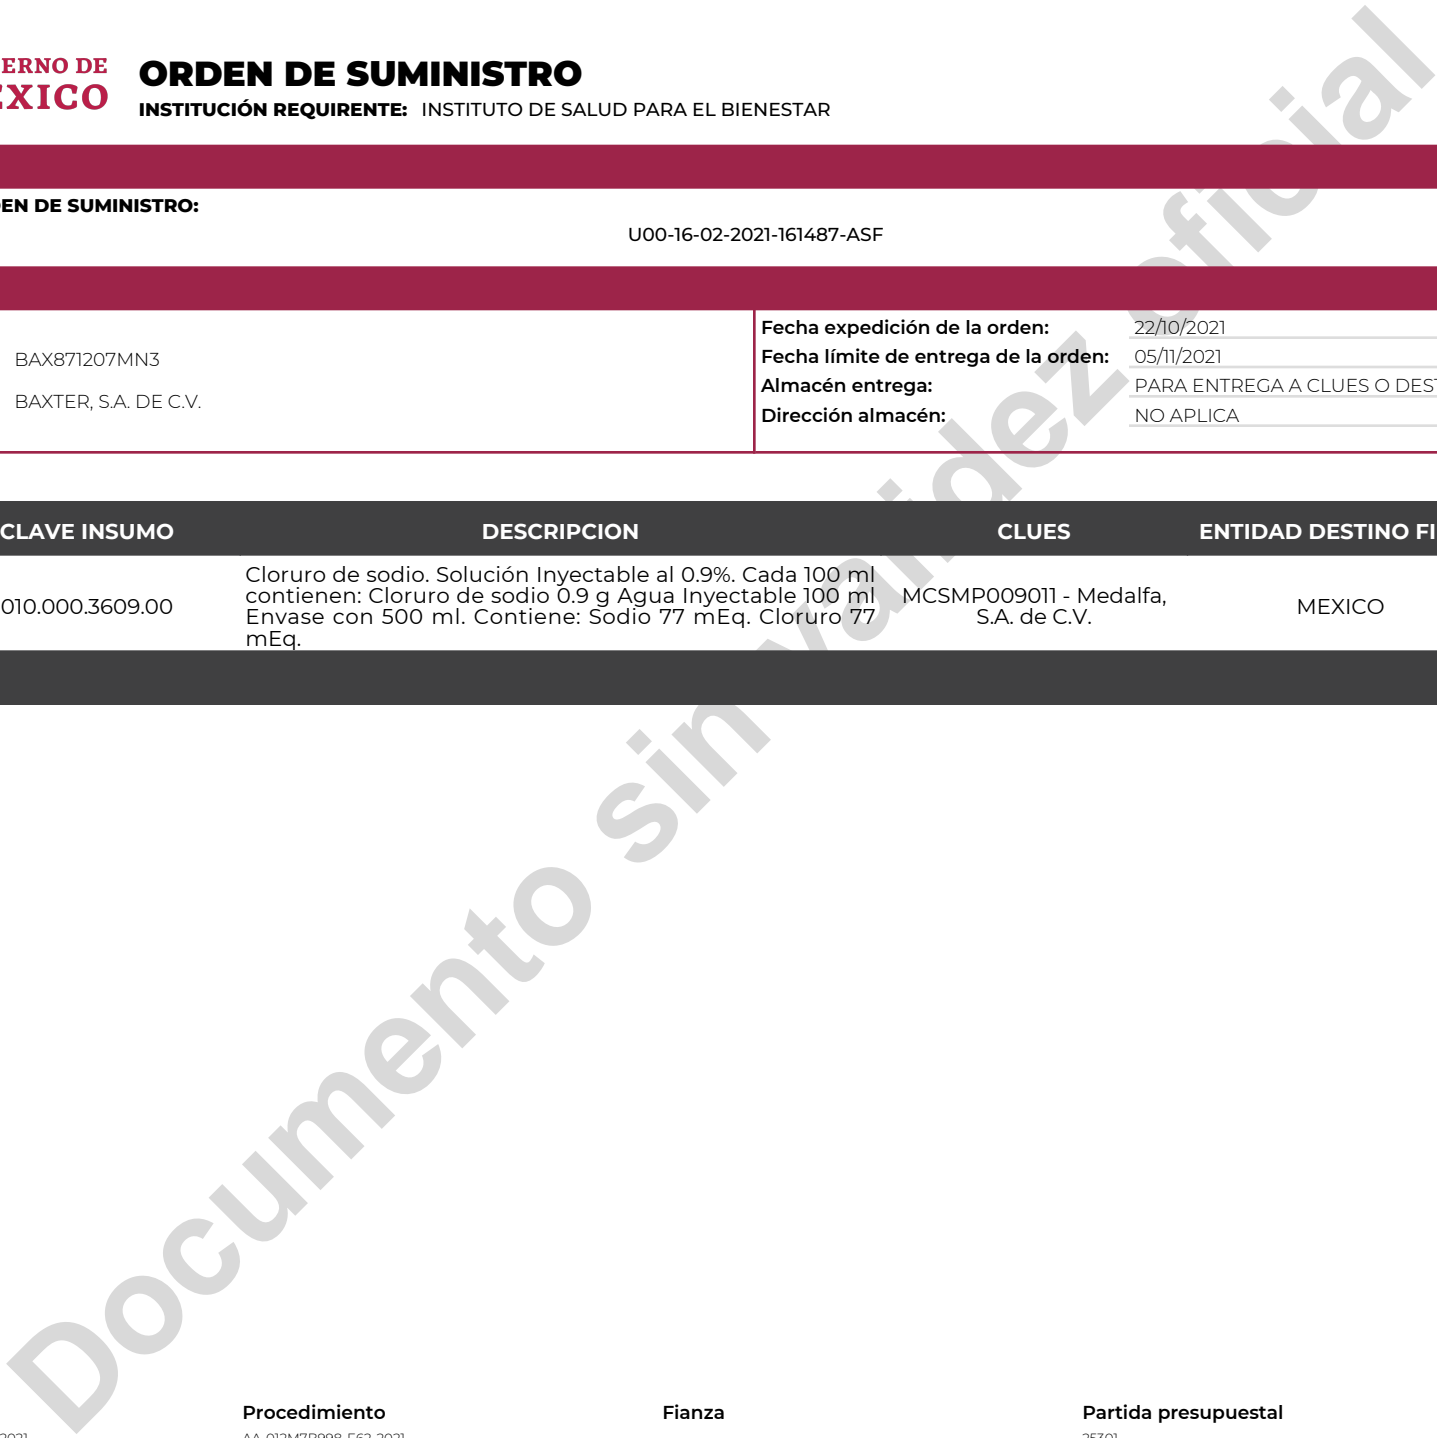 ERNO DE
EXICO
ORDEN DE SUMINISTRO
INSTITUCIÓN REQUIRENTE: INSTITUTO DE SALUD PARA EL BIENESTAR
EN DE SUMINISTRO:
U00-16-02-2021-161487-ASF
BAX871207MN3
BAXTER, S.A. DE C.V.
Fecha expedición de la orden: 22/10/2021
Fecha límite de entrega de la orden: 05/11/2021
Almacén entrega: PARA ENTREGA A CLUES O DEST
Dirección almacén: NO APLICA
CLAVE INSUMO DESCRIPCION CLUES ENTIDAD DESTINO FI
010.000.3609.00
Cloruro de sodio. Solución Inyectable al 0.9%. Cada 100 ml
contienen: Cloruro de sodio 0.9 g Agua Inyectable 100 ml
Envase con 500 ml. Contiene: Sodio 77 mEq. Cloruro 77
mEq.
MCSMP009011 - Medalfa,
S.A. de C.V.
MEXICO
Documento sin validez oficial
Procedimiento Fianza Partida presupuestal